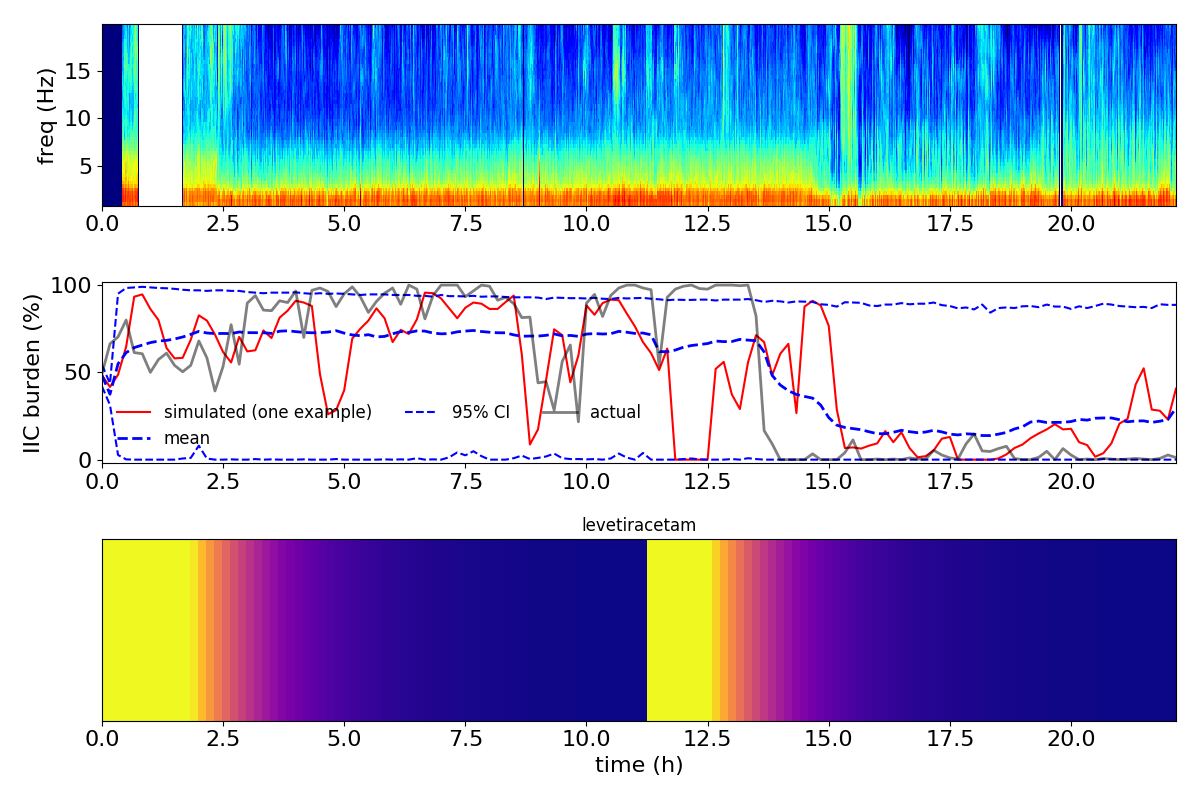 freq (Hz)
15
10
5
0.0 2.5 5.0 7.5 10.0 12.5 15.0 17.5 20.0
IIC burden (%)
100
50
0
simulated (one example) 95% CI actual
mean
0.0 2.5 5.0 7.5 10.0 12.5 15.0 17.5 20.0
levetiracetam
0.0 2.5 5.0 7.5 10.0 12.5 15.0 17.5 20.0
time (h)